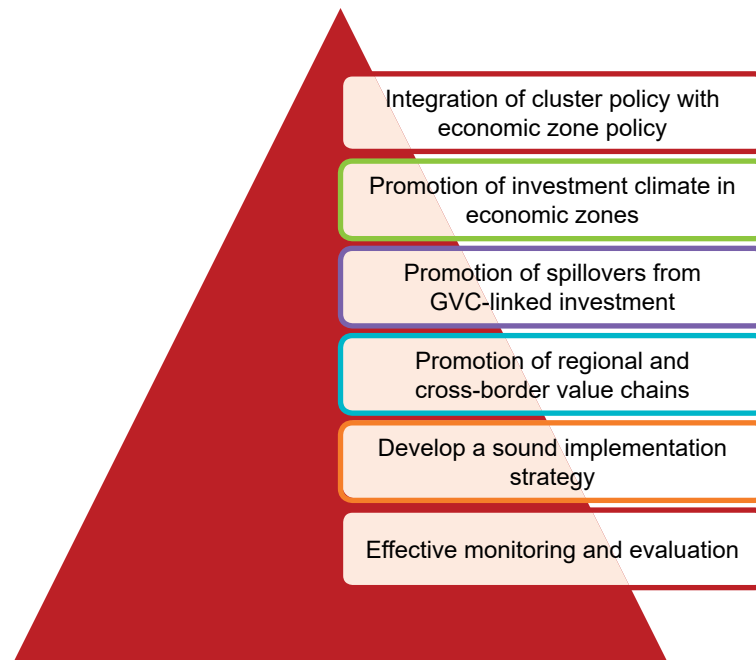 Integration of cluster policy with
economic zone policy
Promotion of investment climate in
economic zones
Promotion of spillovers from
GVC-linked investment
Promotion of regional and
cross-border value chains
Develop a sound implementation
strategy
Effective monitoring and evaluation